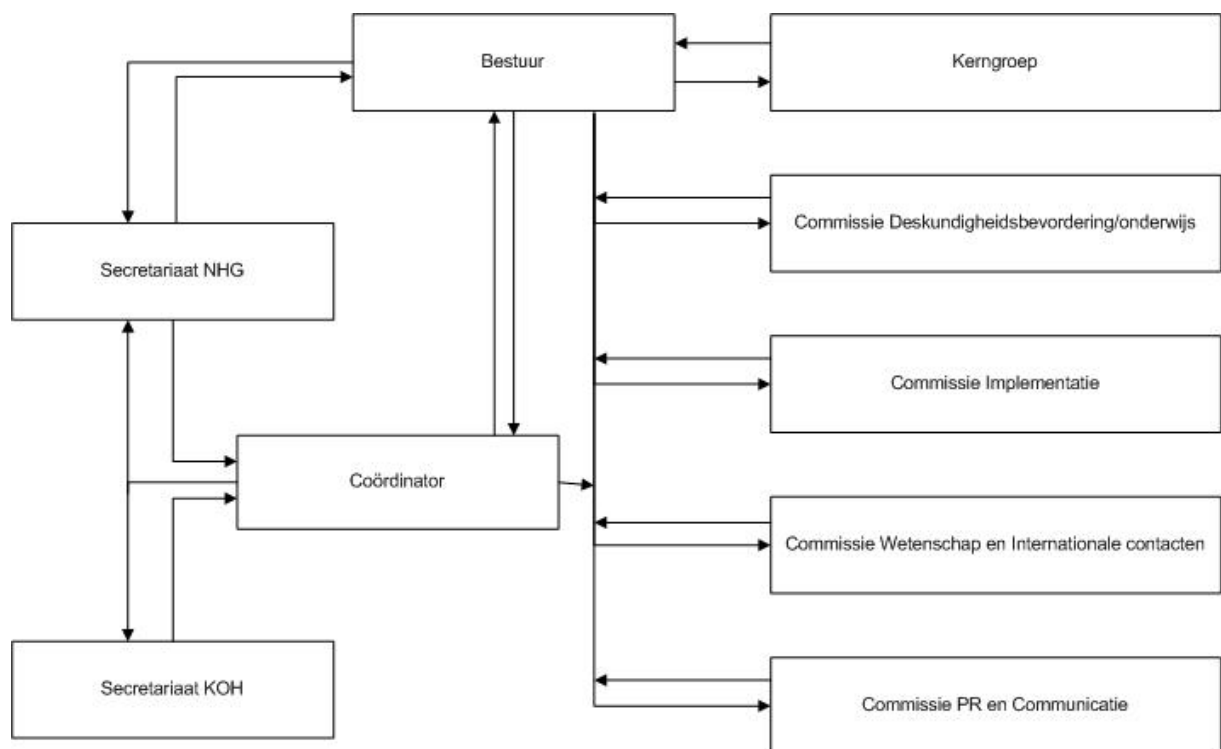 Bestuur
Kerngroep
Commissie Deskundigheidsbevordering/onderwijs
Secretariaat NHG
Commissie Implementatie
Coördinator
Commissie Wetenschap en Internationale contacten
Secretariaat KOH
Commissie PR en Communicatie